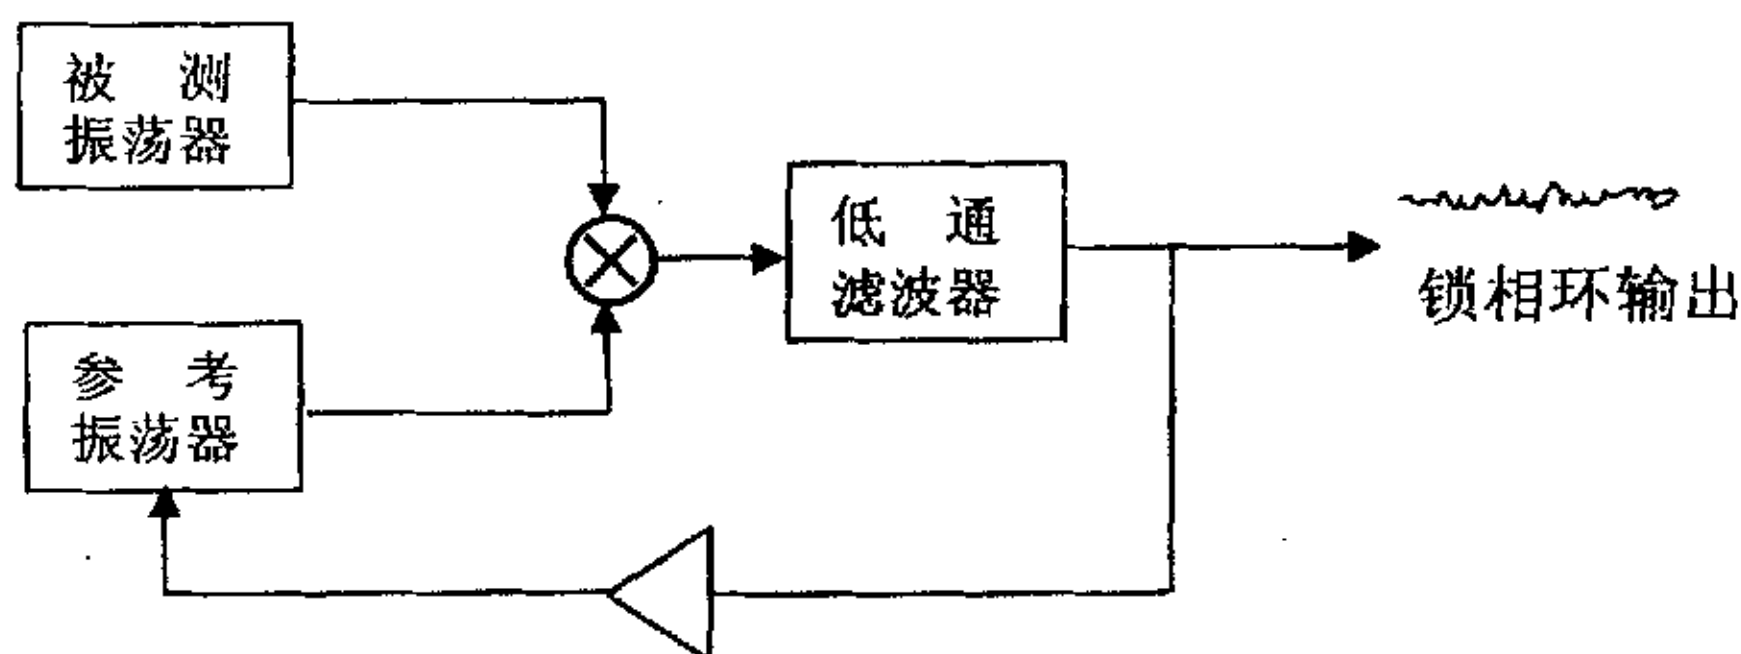 被 测
振荡器
低 通
滤波器
锁相环输出
参 考
振荡器